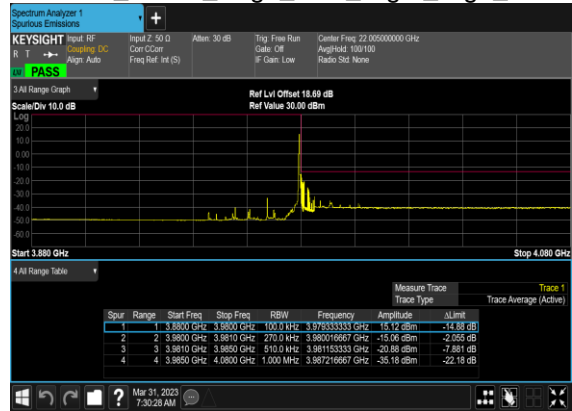 Spectrum Analyzer 1
Spurious Emissions
KEYSIGHT Input: RF Input Z: 50 Ω Atten: 30 dB Trig: Free Run Center Freq: 22.005000000 GHz
R T Coupling: DC Corr CCorr Gate: Off Avg|Hold: 100/100
Align: Auto Freq Ref: Int (S) IF Gain: Low Radio Std: None
PASS
3 All Range Graph
Ref Lvl Offset 18.69 dB
Scale/Div 10.0 dB Ref Value 30.00 dBm
Log
20.0
10.0
0.00
-10.0
-20.0
-30.0
-40.0
-50.0
-60.0
Start 3.880 GHz Stop 4.080 GHz
4 All Range Table
Measure Trace Trace 1
Trace Type Trace Average (Active)
Spur Range Start Freq Stop Freq RBW Frequency Amplitude ΔLimit
1 1 3.8800 GHz 3.9800 GHz 100.0 kHz 3.979333333 GHz 15.12 dBm -14.88 dB
2 2 3.9800 GHz 3.9810 GHz 270.0 kHz 3.980016667 GHz -15.06 dBm -2.055 dB
3 3 3.9810 GHz 3.9850 GHz 510.0 kHz 3.981153333 GHz -20.88 dBm -7.881 dB
4 4 3.9850 GHz 4.0800 GHz 1.000 MHz 3.987216667 GHz -35.18 dBm -22.18 dB
? Mar 31, 2023
7:30:28 AM